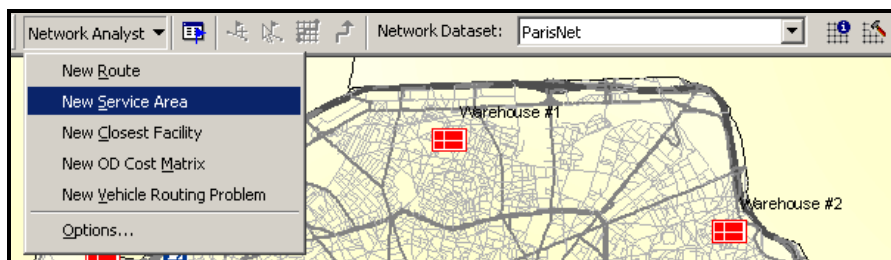 Network Analyst
Network Dataset: ParisNet
New Route
New Service Area
New Closest Facility
New OD Cost Matrix
New Vehicle Routing Problem
Options...
Warehouse #1
Warehouse #2